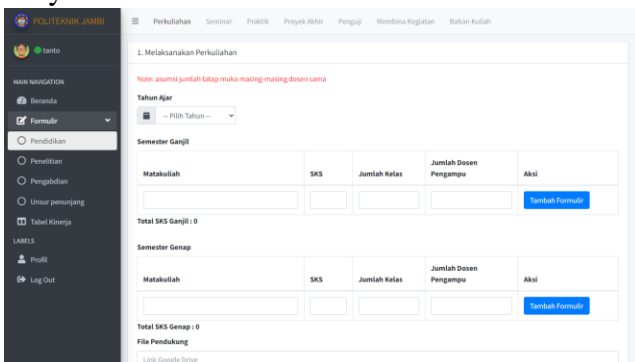 POLITEKNIK JAMBI
Perkuliahan Seminar Praktik Proyek Akhir Penguji Membina Kegiatan Bahan Kuliah
tanto
MAIN NAVIGATION
Beranda
Formulir
Pendidikan
Penelitian
Pengabdian
Unsur penunjang
Tabel Kinerja
LABELS
Profil
Log Out
1. Melaksanakan Perkuliahan
Note: asumsi jumlah tatap muka masing-masing dosen sama
Tahun Ajar
-- Pilih Tahun --
Semester Ganjil
Matakuliah SKS Jumlah Kelas Jumlah Dosen Pengampu Aksi
Tambah Formulir
Total SKS Ganjil : 0
Semester Genap
Matakuliah SKS Jumlah Kelas Jumlah Dosen Pengampu Aksi
Tambah Formulir
Total SKS Genap : 0
File Pendukung
Link Google Drive